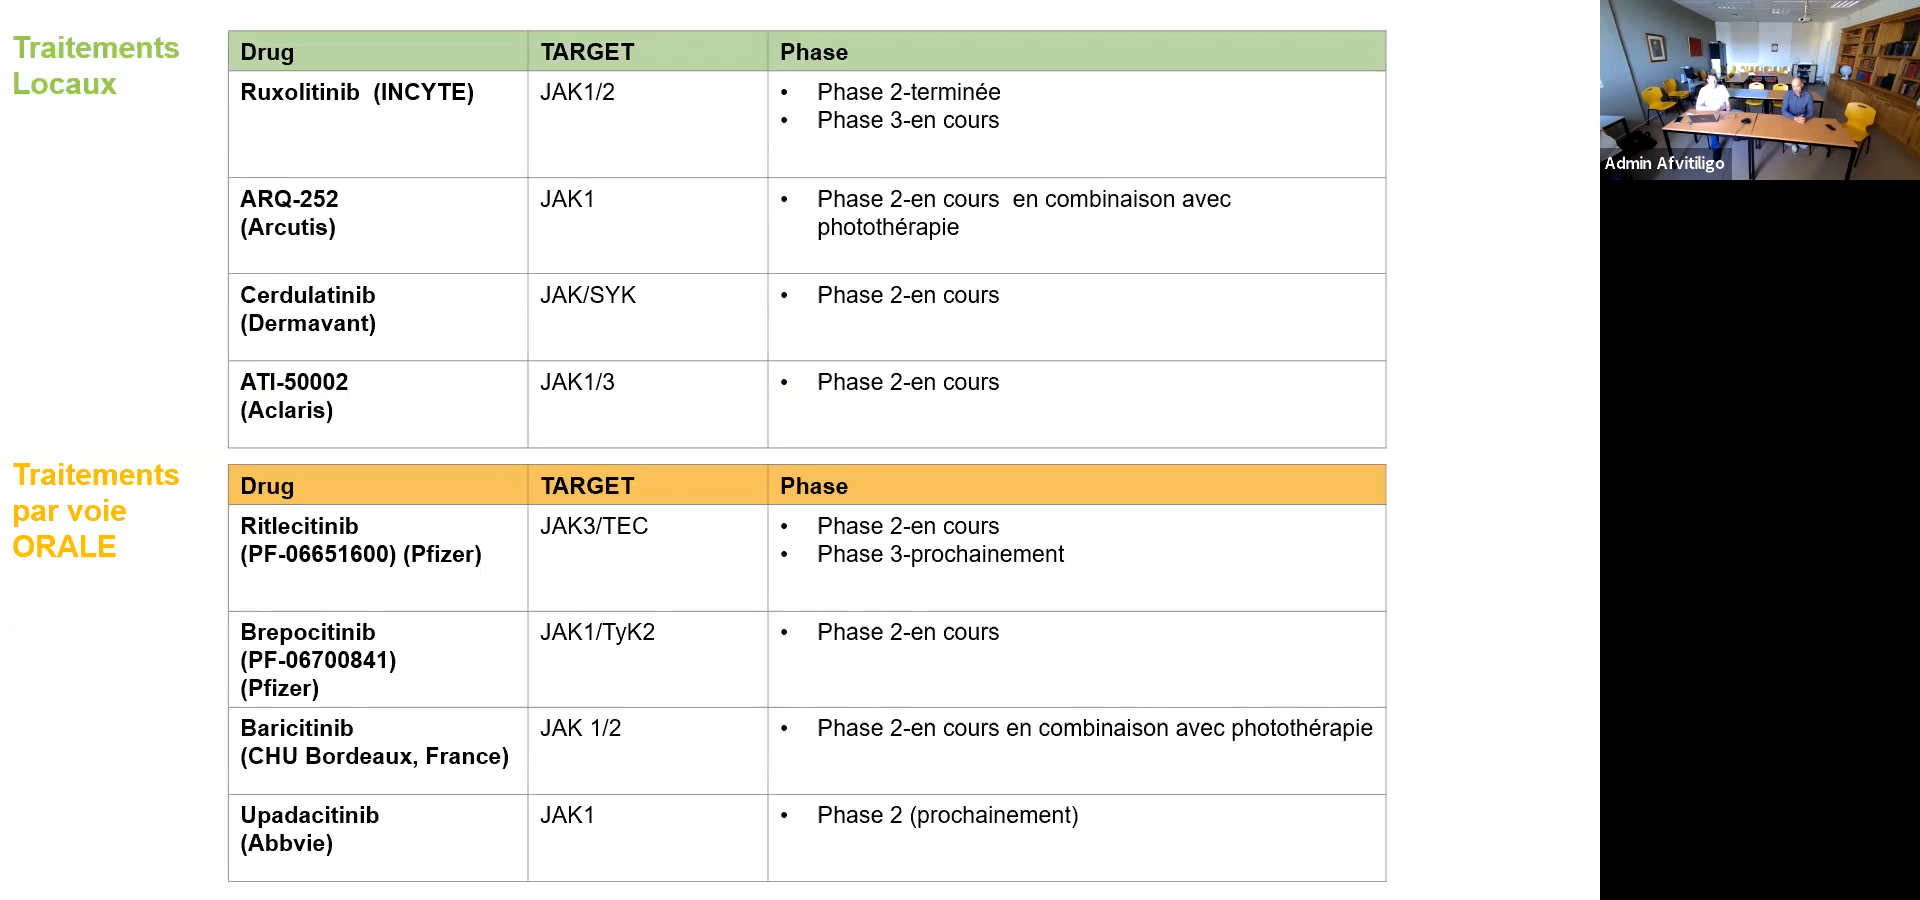 Traitements
Locaux
Drug TARGET Phase
Ruxolitinib (INCYTE) JAK1/2 • Phase 2-terminée
• Phase 3-en cours
ARQ-252 JAK1 • Phase 2-en cours en combinaison avec
(Arcutis) photothérapie
Cerdulatinib JAK/SYK • Phase 2-en cours
(Dermavant)
ATI-50002 JAK1/3 • Phase 2-en cours
(Aclaris)
Traitements
par voie
ORALE
Drug TARGET Phase
Ritlecitinib JAK3/TEC • Phase 2-en cours
(PF-06651600) (Pfizer) • Phase 3-prochainement
Brepocitinib JAK1/TyK2 • Phase 2-en cours
(PF-06700841)
(Pfizer)
Baricitinib JAK 1/2 • Phase 2-en cours en combinaison avec photothérapie
(CHU Bordeaux, France)
Upadacitinib JAK1 • Phase 2 (prochainement)
(Abbvie)
Admin Afvitiligo